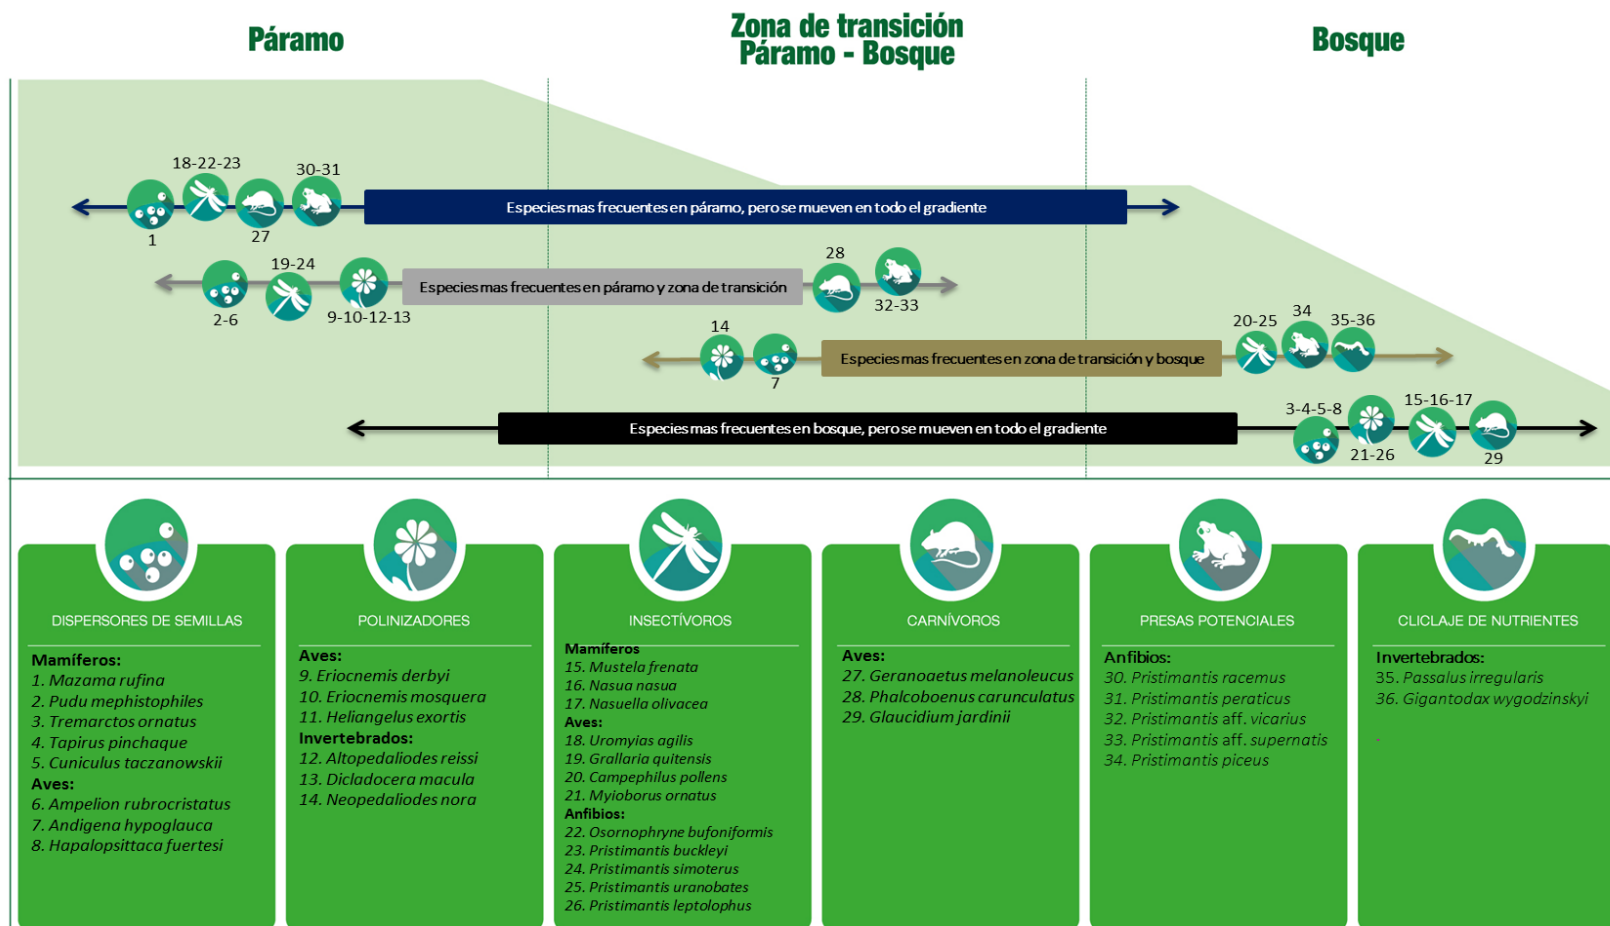 Páramo
Zona de transición
Páramo - Bosque
Bosque
18-22-23
30-31
Especies mas frecuentes en páramo, pero se mueven en todo el gradiente
1
27
19-24
28
Especies mas frecuentes en páramo y zona de transición
2-6
9-10-12-13
32-33
14
20-25
34
35-36
Especies mas frecuentes en zona de transición y bosque
7
3-4-5-8
15-16-17
Especies mas frecuentes en bosque, pero se mueven en todo el gradiente
21-26
29
DISPERSORES DE SEMILLAS
Mamíferos:
1. Mazama rufina
2. Pudu mephistophiles
3. Tremarctos ornatus
4. Tapirus pinchaque
5. Cuniculus taczanowskii
Aves:
6. Ampelion rubrocristatus
7. Andigena hypoglauca
8. Hapalopsittaca fuertesi
POLINIZADORES
Aves:
9. Eriocnemis derbyi
10. Eriocnemis mosquera
11. Heliangelus exortis
Invertebrados:
12. Altopedaliodes reissi
13. Dicladocera macula
14. Neopedaliodes nora
INSECTÍVOROS
Mamíferos
15. Mustela frenata
16. Nasua nasua
17. Nasuella olivacea
Aves:
18. Uromyias agilis
19. Grallaria quitensis
20. Campephilus pollens
21. Myioborus ornatus
Anfibios:
22. Osornophryne bufoniformis
23. Pristimantis buckleyi
24. Pristimantis simoterus
25. Pristimantis uranobates
26. Pristimantis leptolophus
CARNÍVOROS
Aves:
27. Geranoaetus melanoleucus
28. Phalcoboenus carunculatus
29. Glaucidium jardinii
PRESAS POTENCIALES
Anfibios:
30. Pristimantis racemus
31. Pristimantis peraticus
32. Pristimantis aff. vicarius
33. Pristimantis aff. supernatis
34. Pristimantis piceus
CLICLAJE DE NUTRIENTES
Invertebrados:
35. Passalus irregularis
36. Gigantodax wygodzinskyi
.